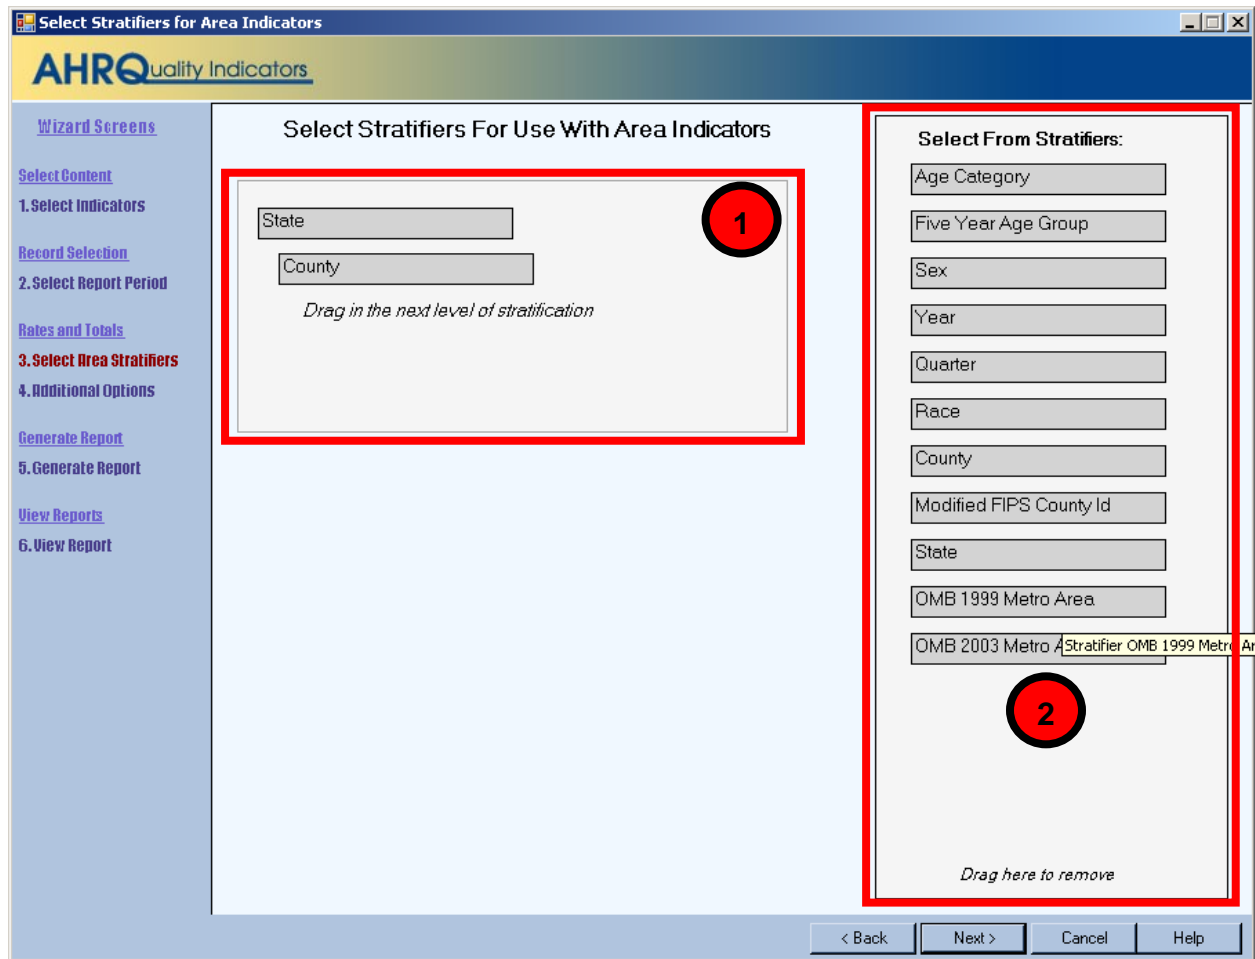 Select Stratifiers for Area Indicators
AHRQuality Indicators
Wizard Screens
Select Content
1.Select Indicators
Record Selection
2.Select Report Period
Rates and Totals
3.Select Area Stratifiers
4.Additional Options
Generate Report
5.Generate Report
View Reports
6.View Report
Select Stratifiers For Use With Area Indicators
State
County
Drag in the next level of stratification
1
Select From Stratifiers:
Age Category
Five Year Age Group
Sex
Year
Quarter
Race
County
Modified FIPS County Id
State
OMB 1999 Metro Area
OMB 2003 Metro A
Stratifier OMB 1999 Metro Ar
2
Drag here to remove
< Back
Next >
Cancel
Help